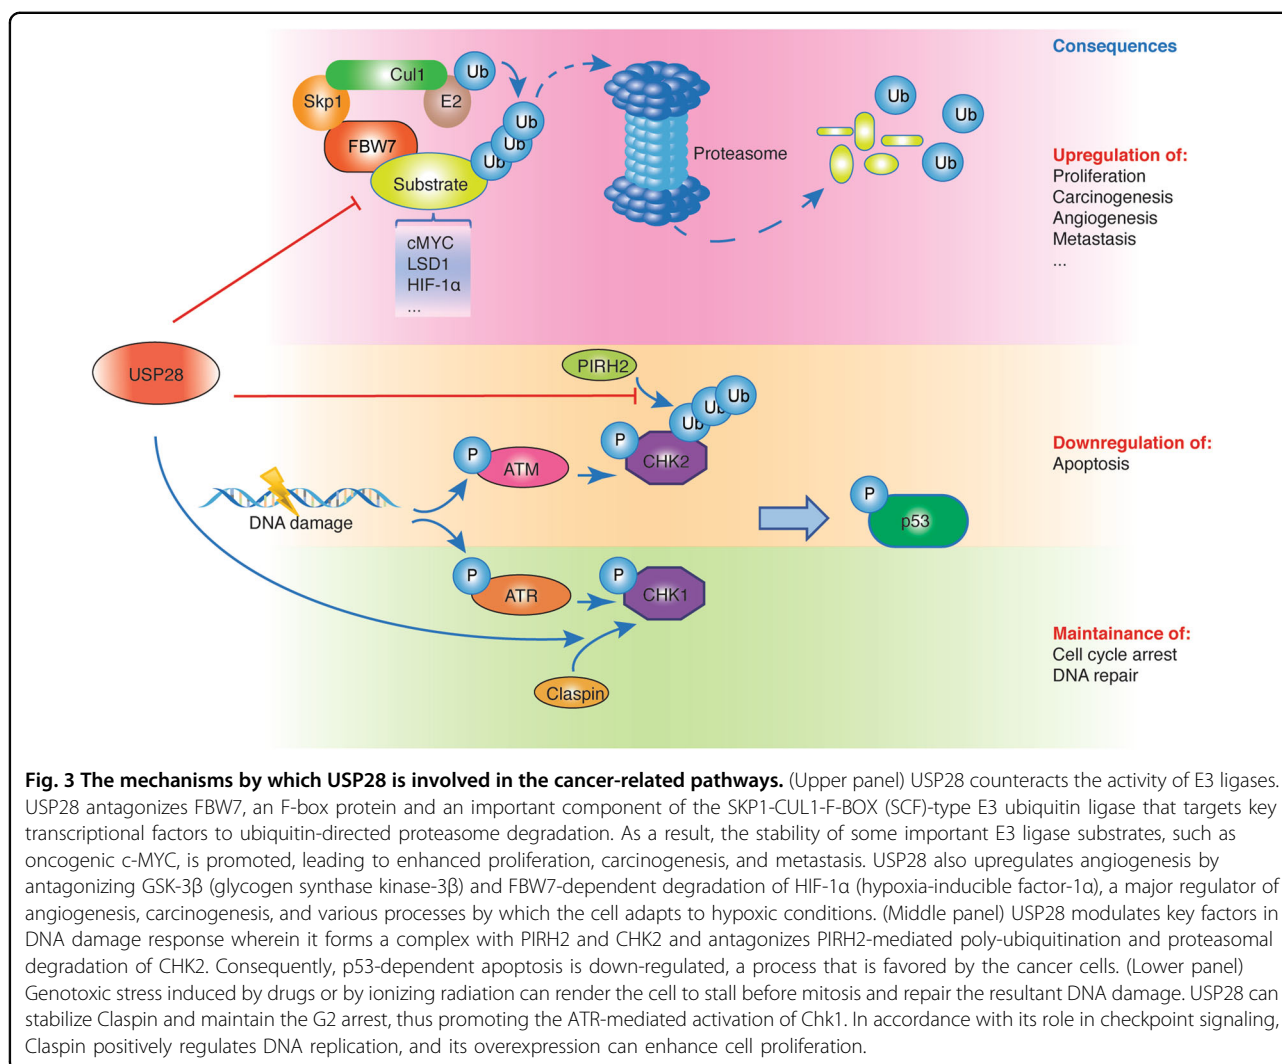 Consequences
Cul1
Ub
Skp1
E2
Ub
FBW7
Ub
Ub
Substrate
Proteasome
Ub
Ub
Ub
cMYC
LSD1
HIF-1α
...
Upregulation of:
Proliferation
Carcinogenesis
Angiogenesis
Metastasis
...
USP28
PIRH2
Ub
Ub
Ub
P
CHK2
P
ATM
DNA damage
P
p53
Downregulation of:
Apoptosis
P
ATR
P
CHK1
Claspin
Maintainance of:
Cell cycle arrest
DNA repair
Fig. 3 The mechanisms by which USP28 is involved in the cancer-related pathways. (Upper panel) USP28 counteracts the activity of E3 ligases.
USP28 antagonizes FBW7, an F-box protein and an important component of the SKP1-CUL1-F-BOX (SCF)-type E3 ubiquitin ligase that targets key
transcriptional factors to ubiquitin-directed proteasome degradation. As a result, the stability of some important E3 ligase substrates, such as
oncogenic c-MYC, is promoted, leading to enhanced proliferation, carcinogenesis, and metastasis. USP28 also upregulates angiogenesis by
antagonizing GSK-3β (glycogen synthase kinase-3β) and FBW7-dependent degradation of HIF-1α (hypoxia-inducible factor-1α), a major regulator of
angiogenesis, carcinogenesis, and various processes by which the cell adapts to hypoxic conditions. (Middle panel) USP28 modulates key factors in
DNA damage response wherein it forms a complex with PIRH2 and CHK2 and antagonizes PIRH2-mediated poly-ubiquitination and proteasomal
degradation of CHK2. Consequently, p53-dependent apoptosis is down-regulated, a process that is favored by the cancer cells. (Lower panel)
Genotoxic stress induced by drugs or by ionizing radiation can render the cell to stall before mitosis and repair the resultant DNA damage. USP28 can
stabilize Claspin and maintain the G2 arrest, thus promoting the ATR-mediated activation of Chk1. In accordance with its role in checkpoint signaling,
Claspin positively regulates DNA replication, and its overexpression can enhance cell proliferation.